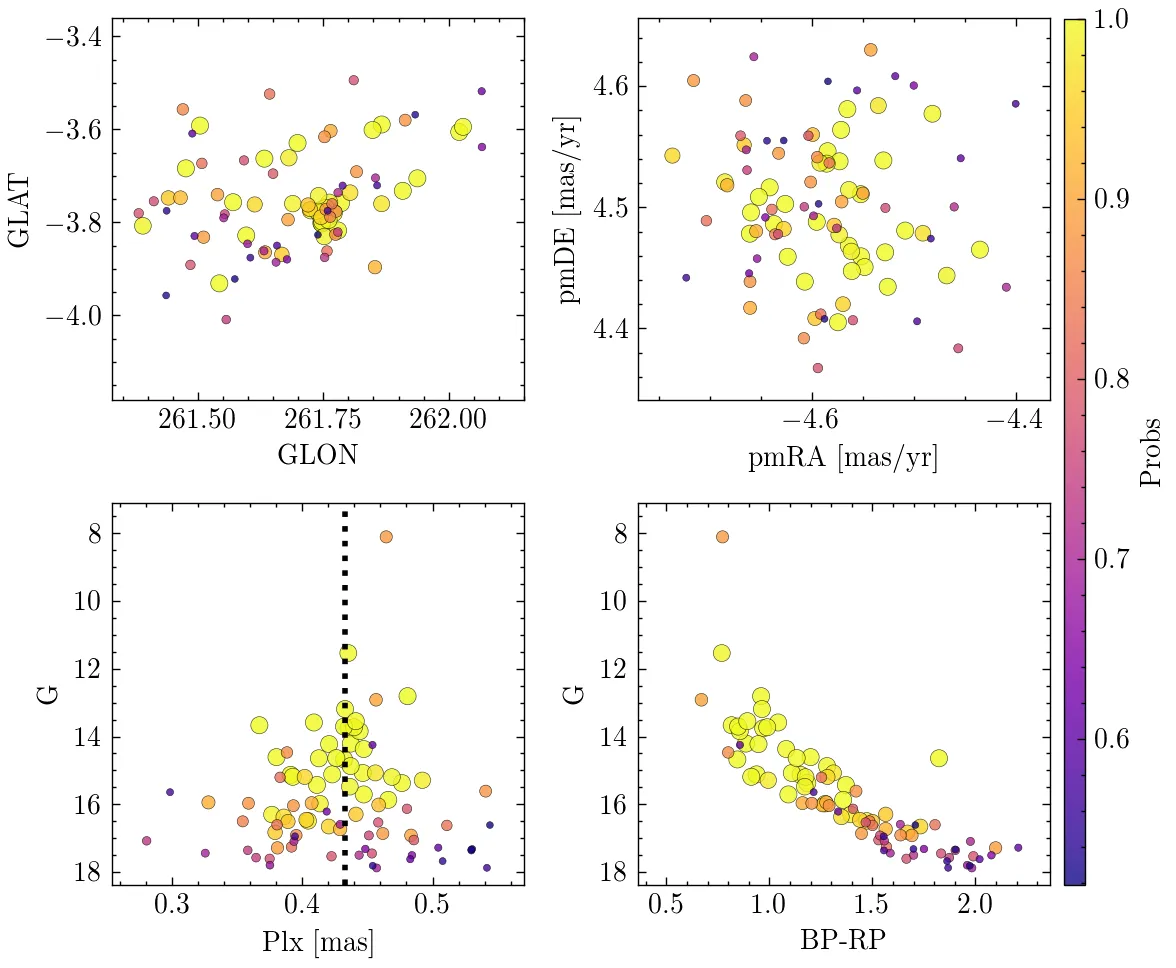 −3.4
−3.6
−3.8
−4.0
GLAT
261.50 261.75 262.00
GLON
4.6
4.5
4.4
pmDE [mas/yr]
−4.6 −4.4
pmRA [mas/yr]
8
10
12
14
16
18
G
0.3 0.4 0.5
Plx [mas]
8
10
12
14
16
18
G
0.5 1.0 1.5 2.0
BP-RP
1.0
0.9
0.8
0.7
0.6
Probs